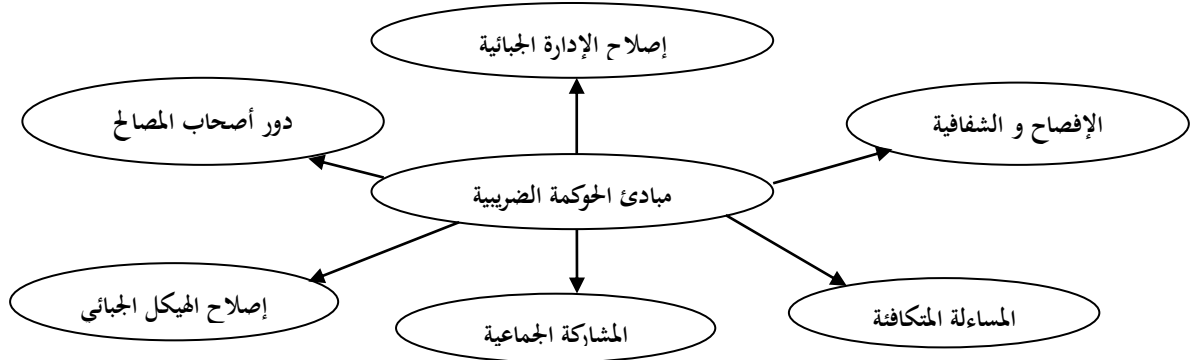 إصلاح الإدارة الجبائية
الإفصاح و الشفافية
دور أصحاب المصالح
مبادئ الحوكمة الضريبية
المساءلة المتكافئة
المشاركة الجماعية
إصلاح الهيكل الجبائي